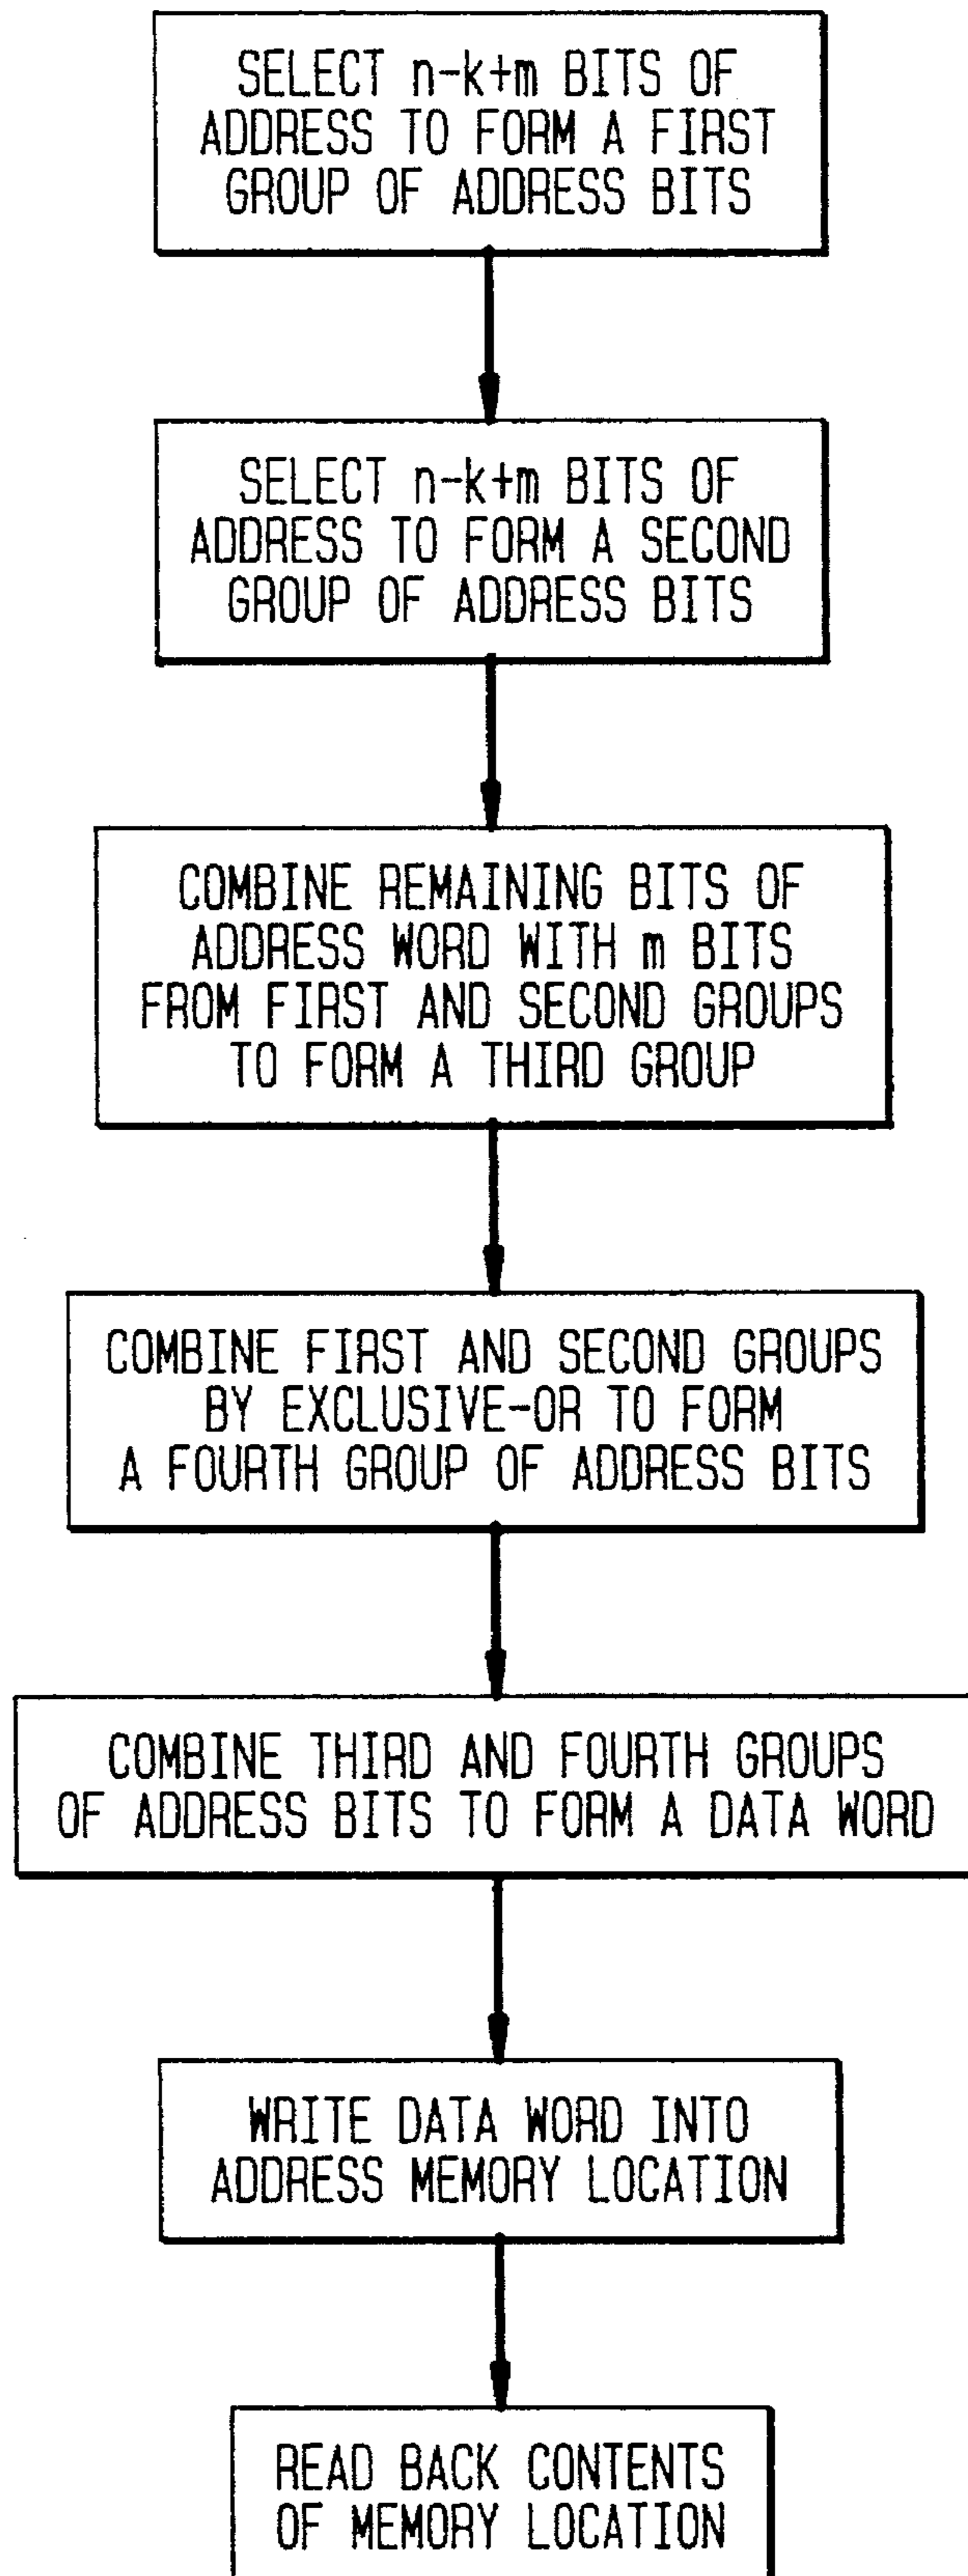 SELECT n-k+m BITS OF
ADDRESS TO FORM A FIRST
GROUP OF ADDRESS BITS
SELECT n-k+m BITS OF
ADDRESS TO FORM A SECOND
GROUP OF ADDRESS BITS
COMBINE REMAINING BITS OF
ADDRESS WORD WITH m BITS
FROM FIRST AND SECOND GROUPS
TO FORM A THIRD GROUP
COMBINE FIRST AND SECOND GROUPS
BY EXCLUSIVE-OR TO FORM
A FOURTH GROUP OF ADDRESS BITS
COMBINE THIRD AND FOURTH GROUPS
OF ADDRESS BITS TO FORM A DATA WORD
WRITE DATA WORD INTO
ADDRESS MEMORY LOCATION
READ BACK CONTENTS
OF MEMORY LOCATION